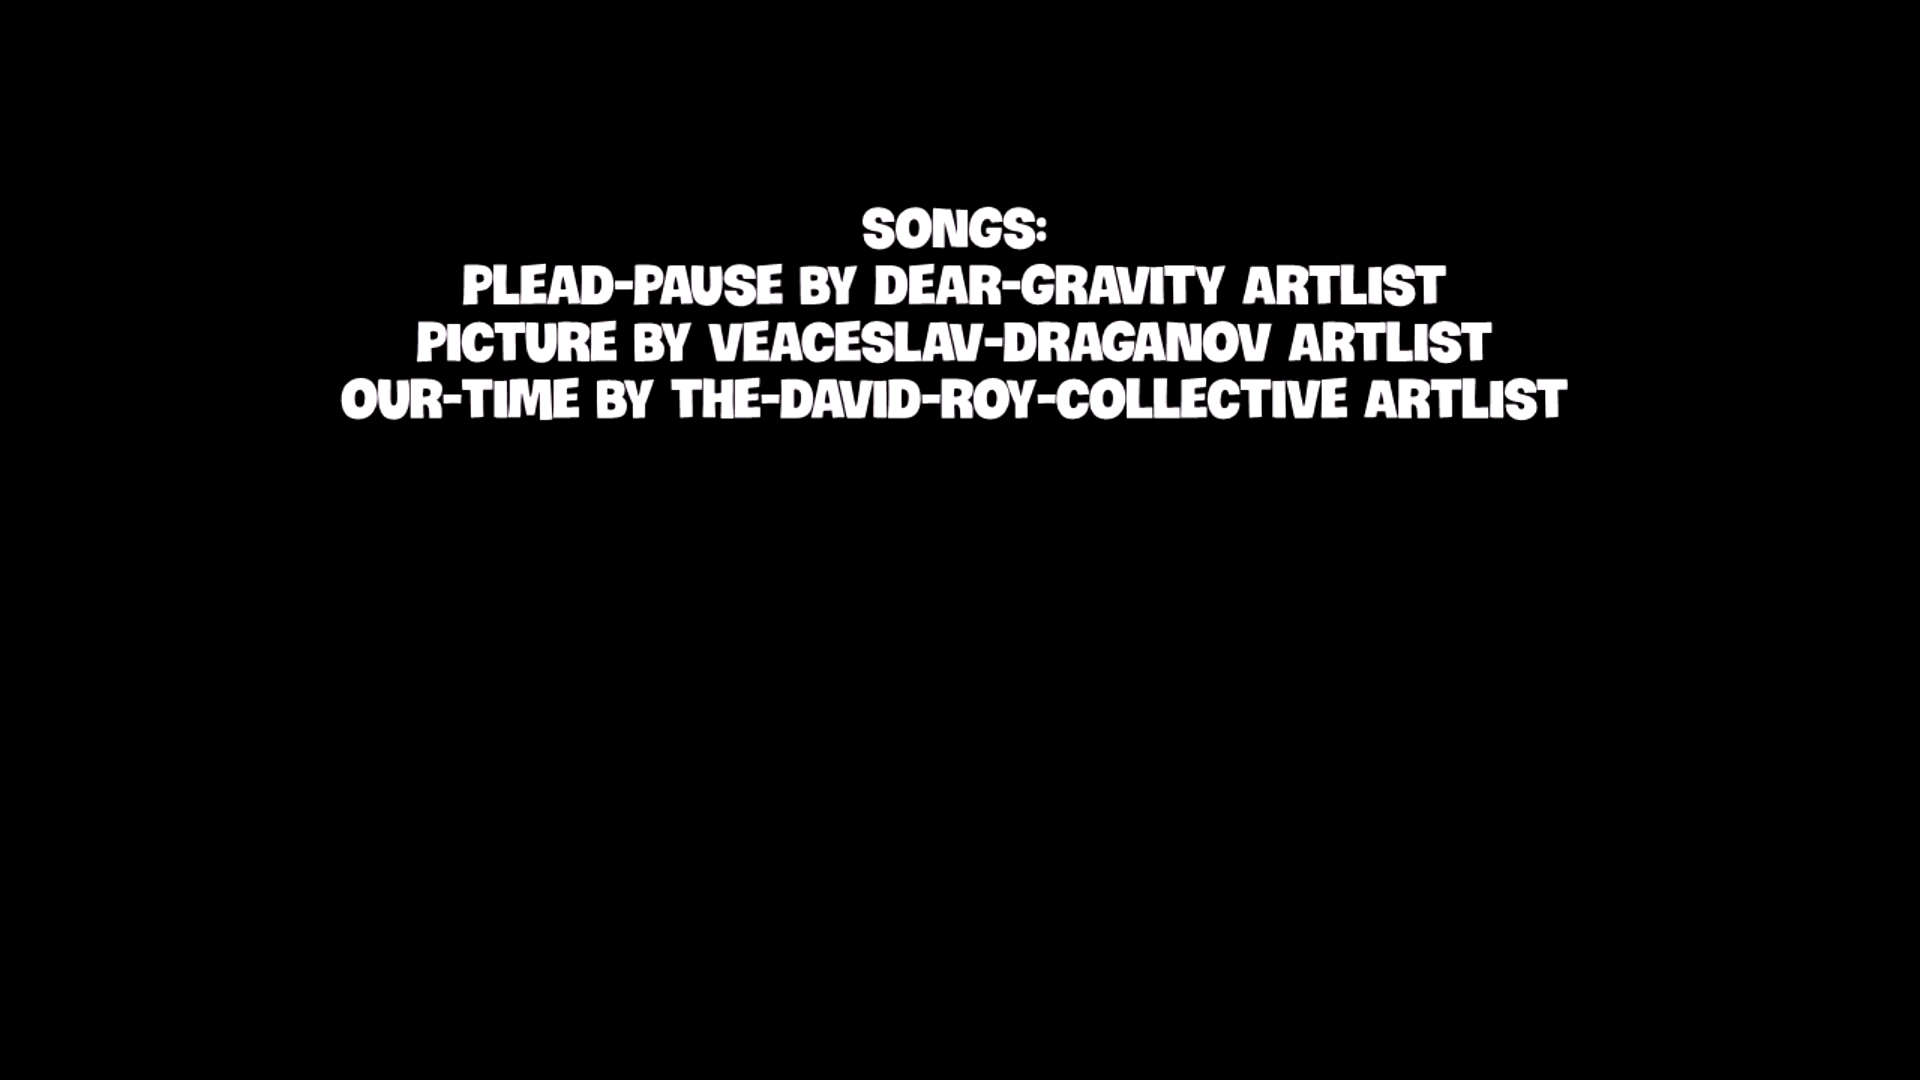 SONGS:
PLEAD-PAUSE BY DEAR-GRAVITY ARTLIST
PICTURE BY VEACESLAV-DRAGANOV ARTLIST
OUR-TIME BY THE-DAVID-ROY-COLLECTIVE ARTLIST